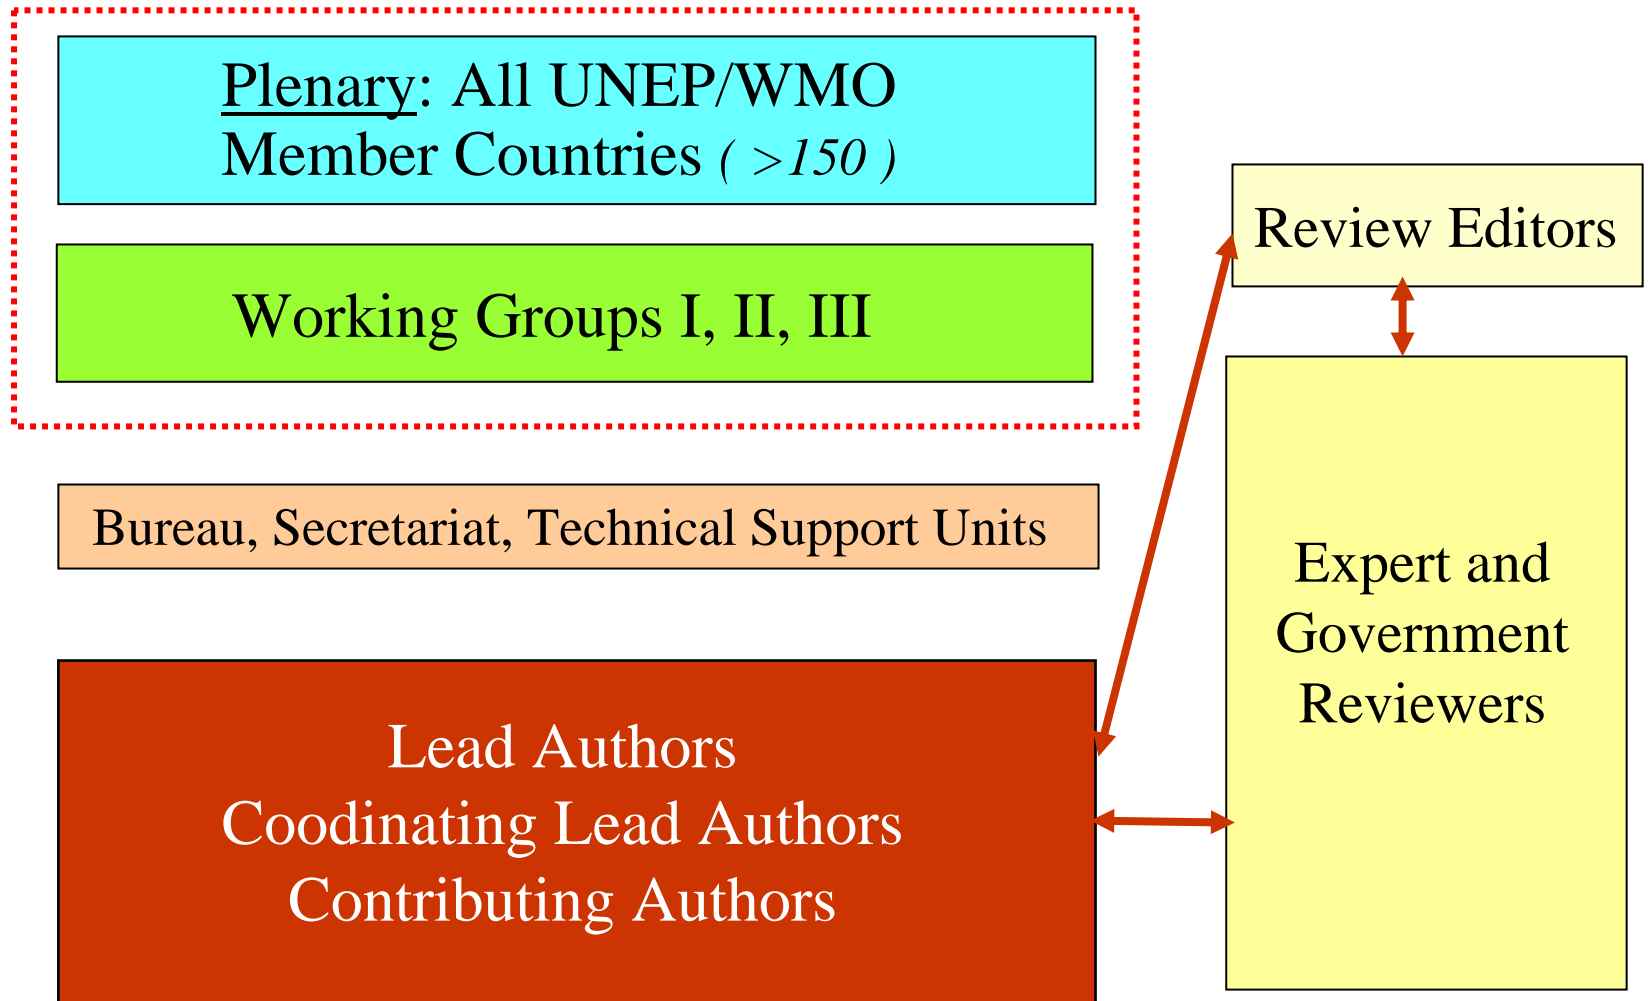 Plenary: All UNEP/WMO
Member Countries ( >150 )
Working Groups I, II, III
Bureau, Secretariat, Technical Support Units
Lead Authors
Coodinating Lead Authors
Contributing Authors
Review Editors
Expert and
Government
Reviewers